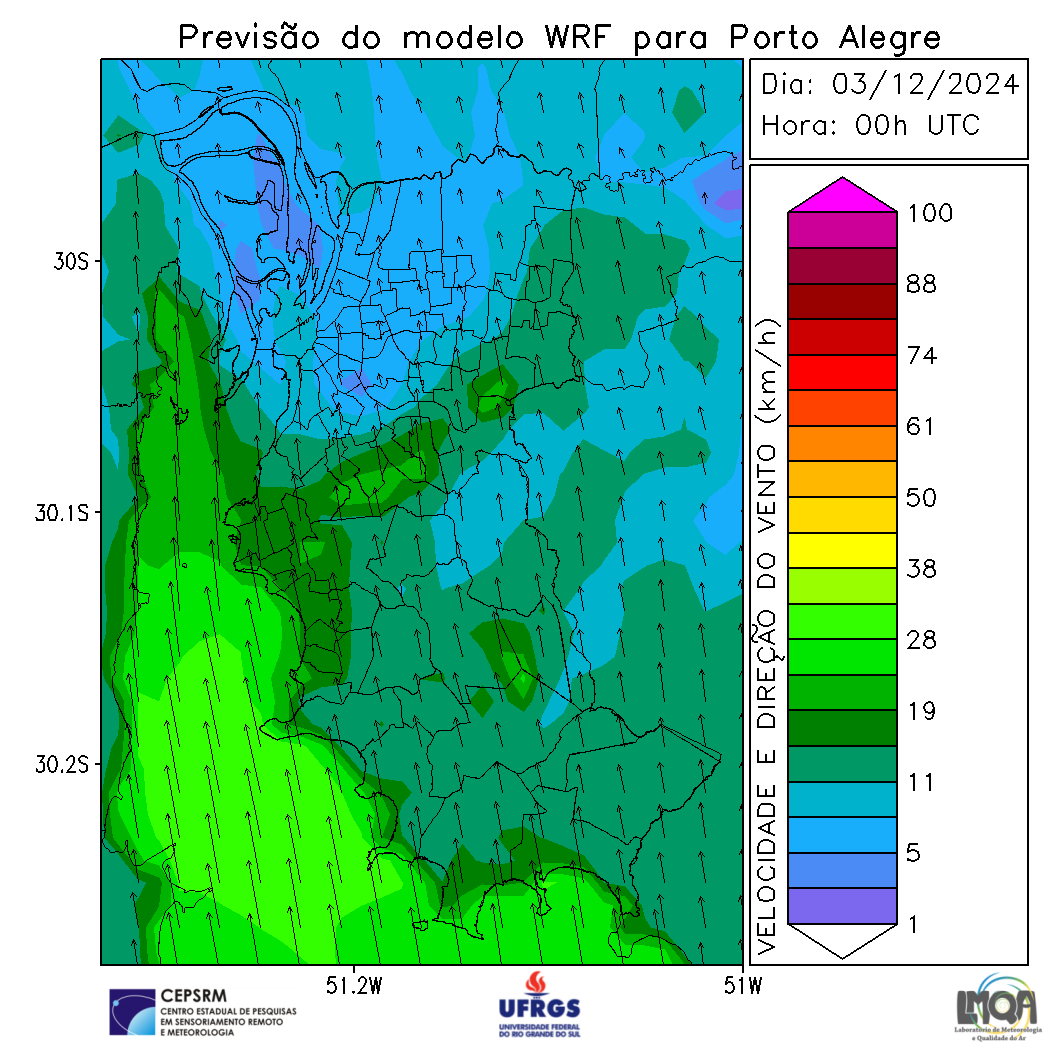 Previsão do modelo WRF para Porto Alegre
Dia: 03/12/2024
Hora: 00h UTC
30S
30.1S
30.2S
51.2W
51W
VELOCIDADE E DIREÇÃO DO VENTO (km/h)
100
88
74
61
50
38
28
19
11
5
1
CEPSRM
CENTRO ESTADUAL DE PESQUISAS
EM SENSORIAMENTO REMOTO
E METEOROLOGIA
UFRGS
UNIVERSIDADE FEDERAL
DO RIO GRANDE DO SUL
LMQA
Laboratório de Meteorologia
e Qualidade do Ar